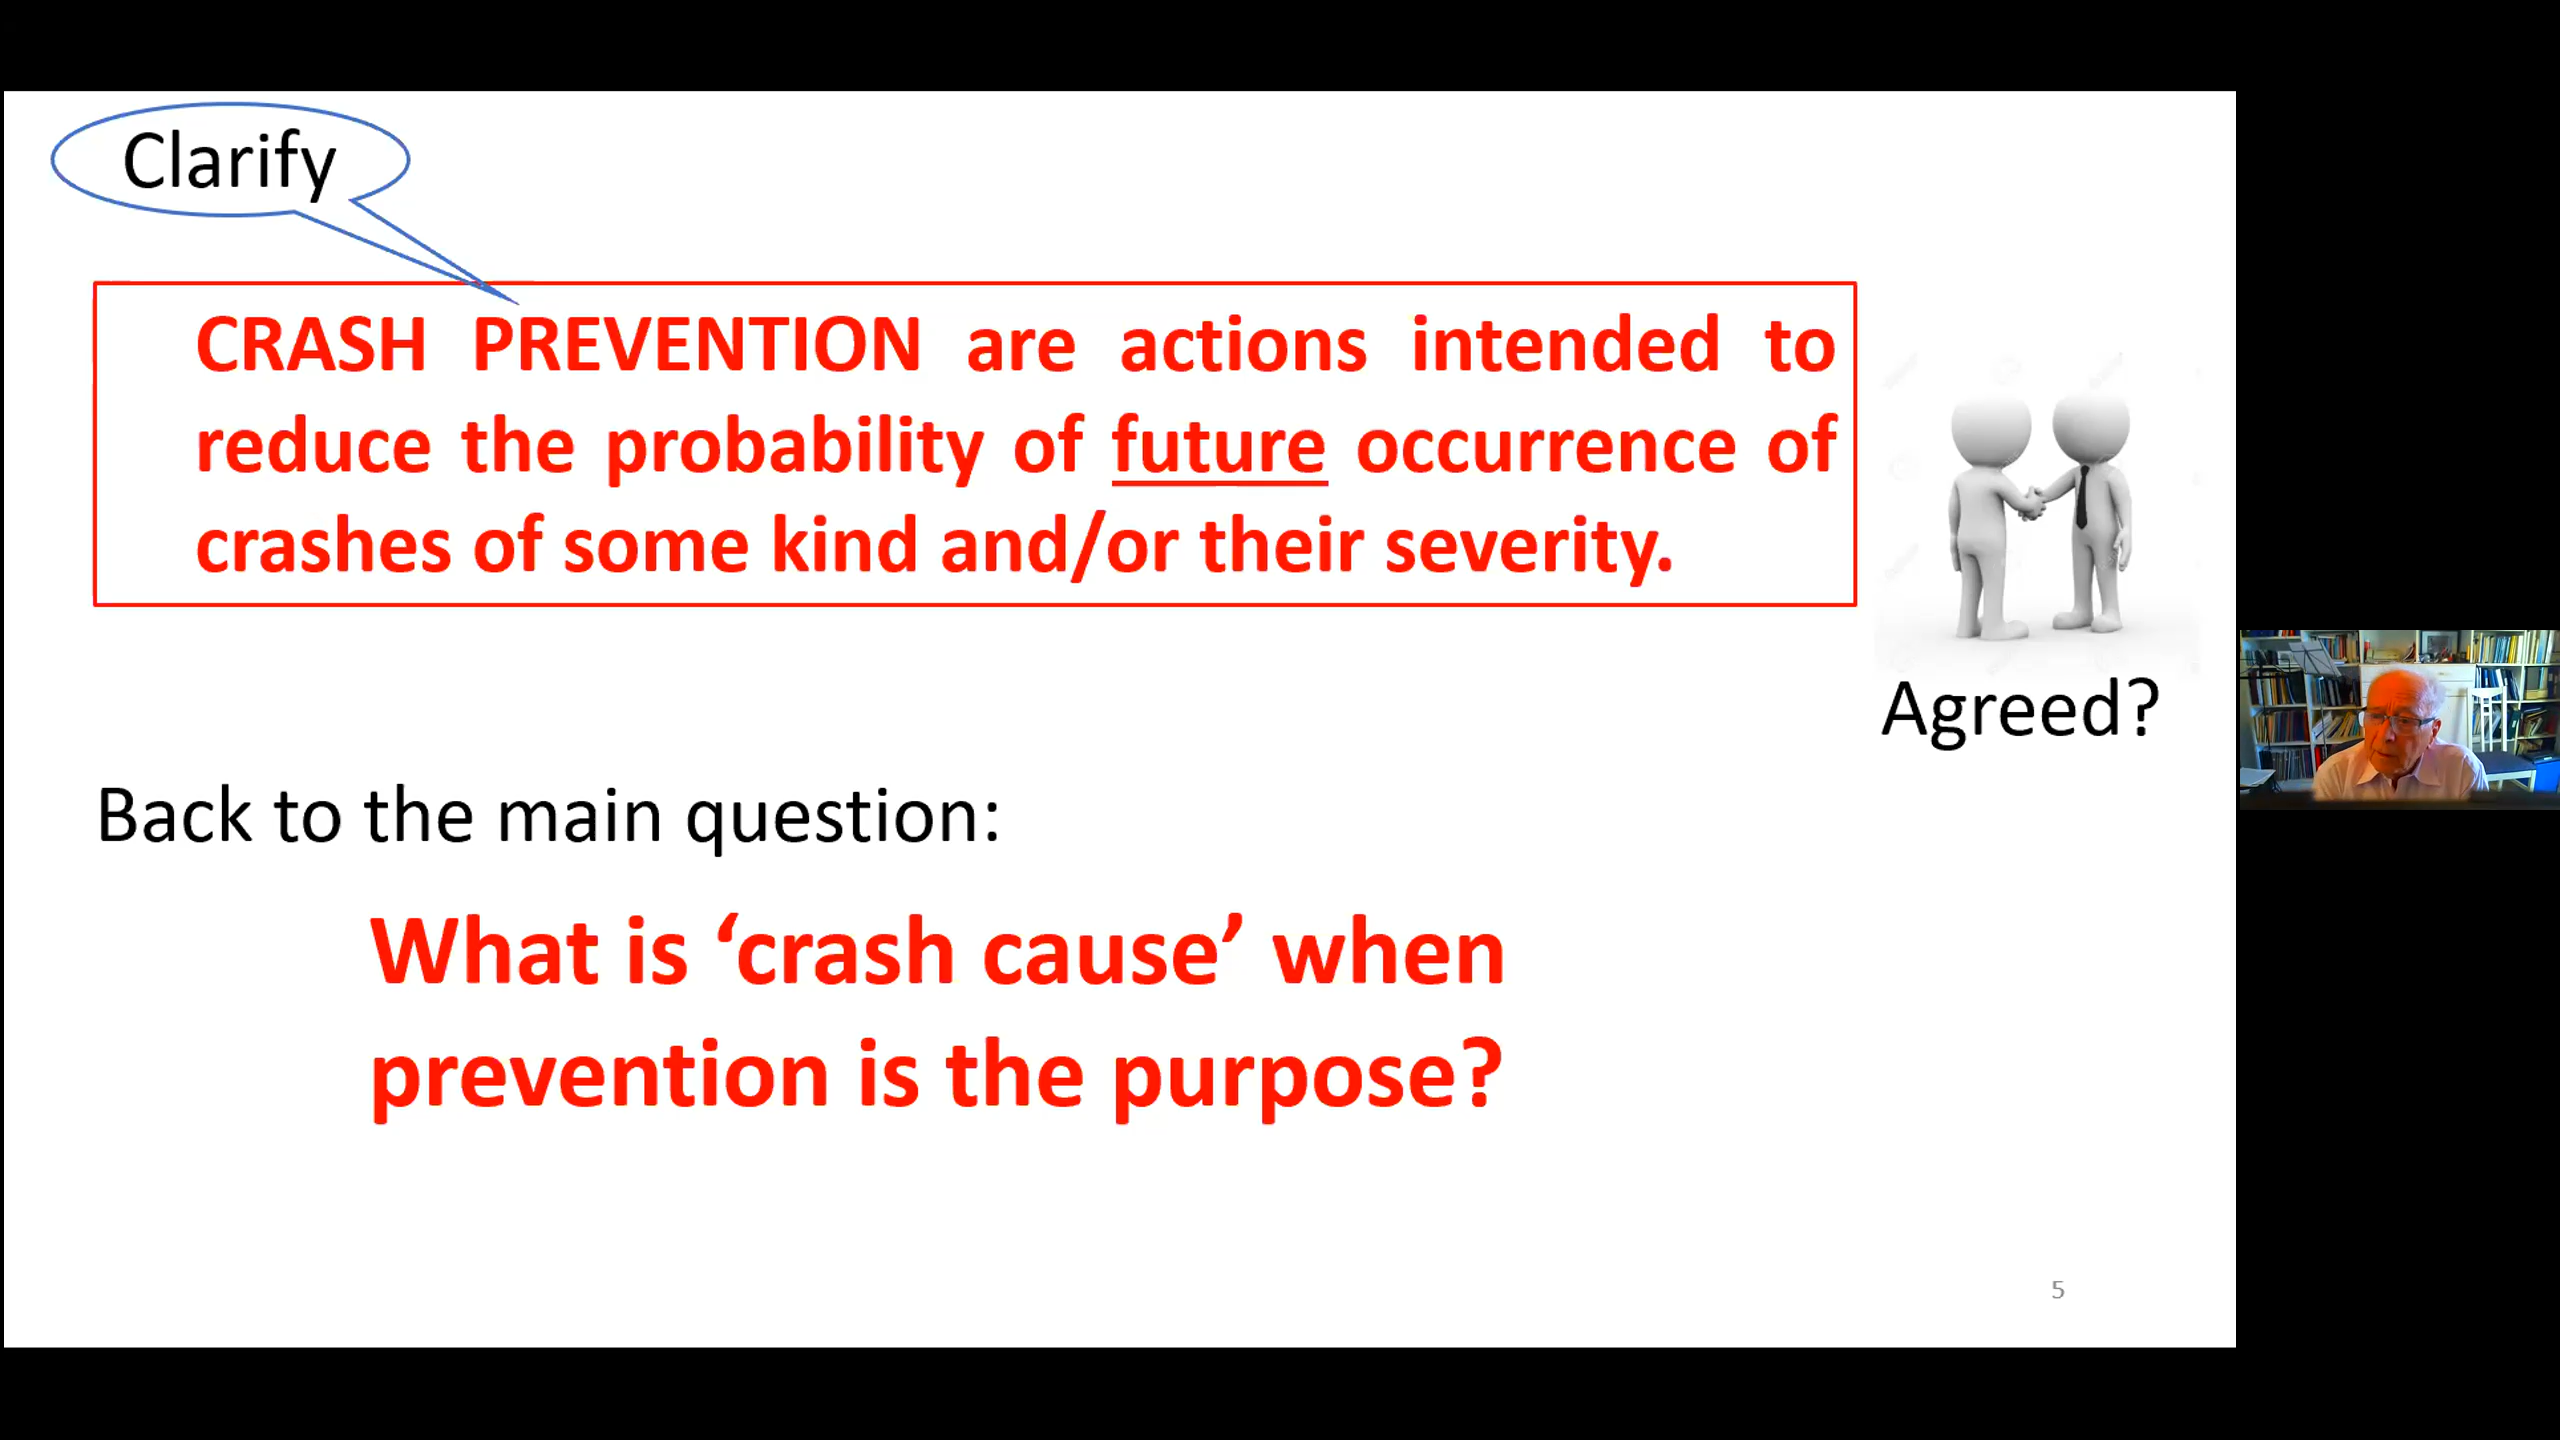 Clarify
CRASH PREVENTION are actions intended to
reduce the probability of future occurrence of
crashes of some kind and/or their severity.
Agreed?
Back to the main question:
What is ‘crash cause’ when
prevention is the purpose?
5